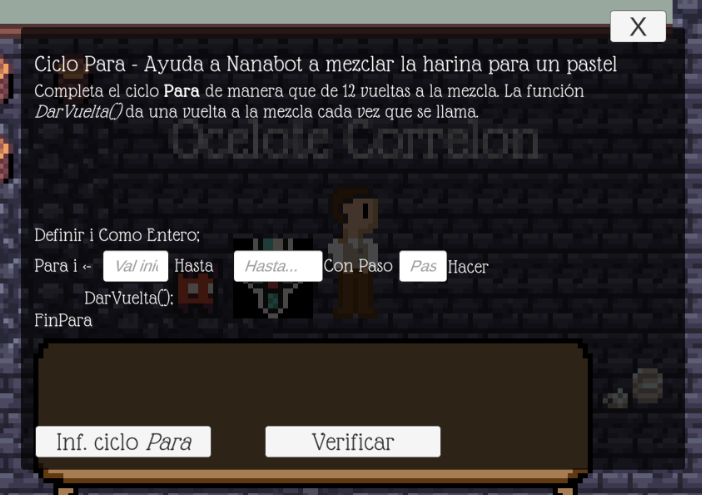 X
Ciclo Para - Ayuda a Nanabot a mezclar la harina para un pastel
Completa el ciclo Para de manera que de 12 vueltas a la mezcla. La función
DarVuelta() da una vuelta a la mezcla cada vez que se llama.
Ocelote Correlon
Definir i Como Entero;
Para i <- Val inic Hasta Hasta... Con Paso Pas Hacer
DarVuelta();
FinPara
Inf. ciclo Para Verificar